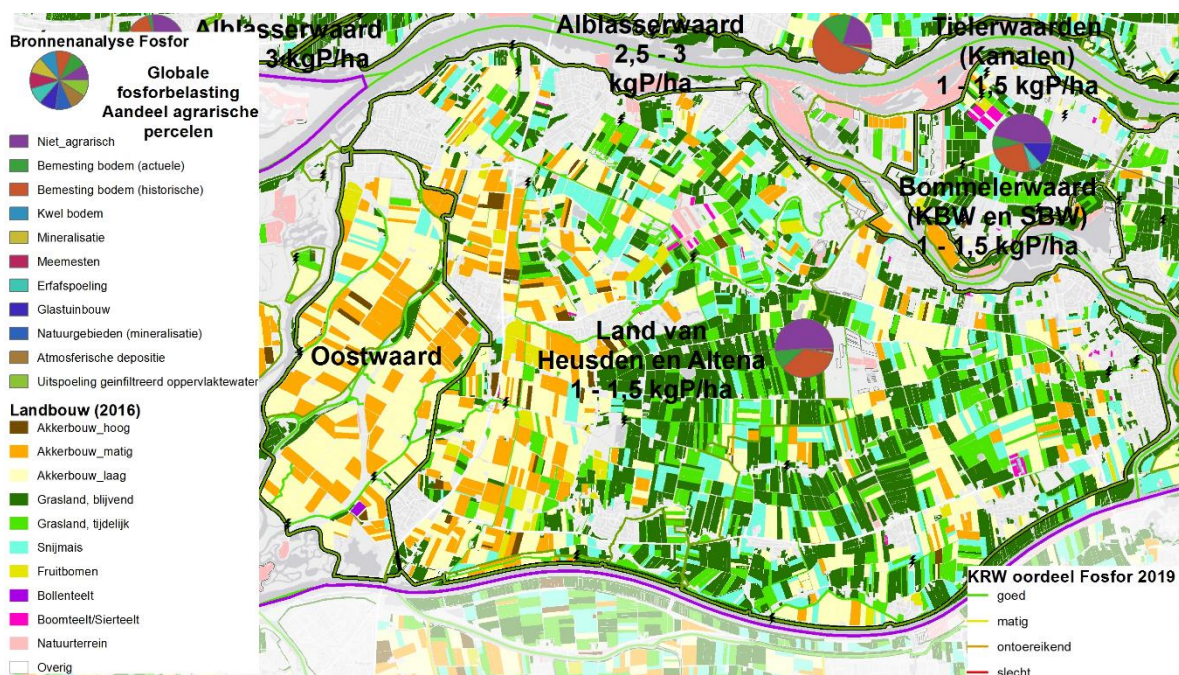 Bronnenanalyse Fosfor
Globale
fosforbelasting
Aandeel agrarische
percelen
Niet_agrarisch
Bemesting bodem (actuele)
Bemesting bodem (historische)
Kwel bodem
Mineralisatie
Meemesten
Erfafspoeling
Glastuinbouw
Natuurgebieden (mineralisatie)
Atmosferische depositie
Uitspoeling geinfiltreerd oppervlaktewater
Landbouw (2016)
Akkerbouw_hoog
Akkerbouw_matig
Akkerbouw_laag
Grasland, blijvend
Grasland, tijdelijk
Snijmais
Fruitbomen
Bollenteelt
Boomteelt/Sierteelt
Natuurterrein
Overig
Alblasserwaard
3 kgP/ha
Alblasserwaard
2,5 - 3
kgP/ha
Tielerwaarden
(Kanalen)
1 - 1,5 kgP/ha
Bommelerwaard
(KBW en SBW)
1 - 1,5 kgP/ha
Oostwaard
Land van
Heusden en Altena
1 - 1,5 kgP/ha
KRW oordeel Fosfor 2019
goed
matig
ontoereikend
slecht